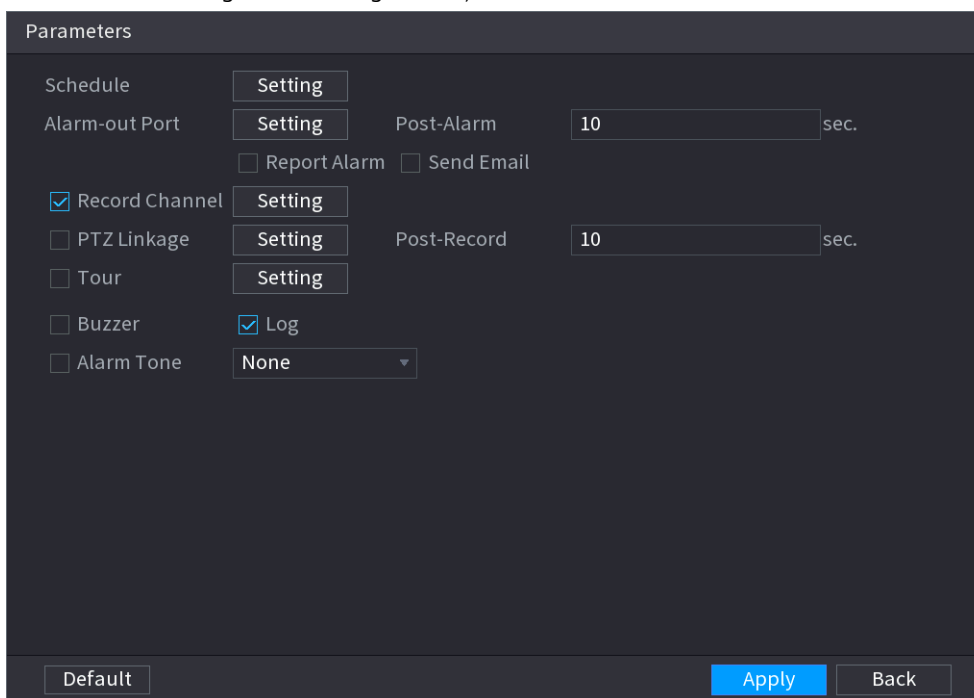 Parameters
Schedule Setting
Alarm-out Port Setting Post-Alarm 10 sec.
Report Alarm Send Email
Record Channel Setting
PTZ Linkage Setting Post-Record 10 sec.
Tour Setting
Buzzer Log
Alarm Tone None
Default Apply Back